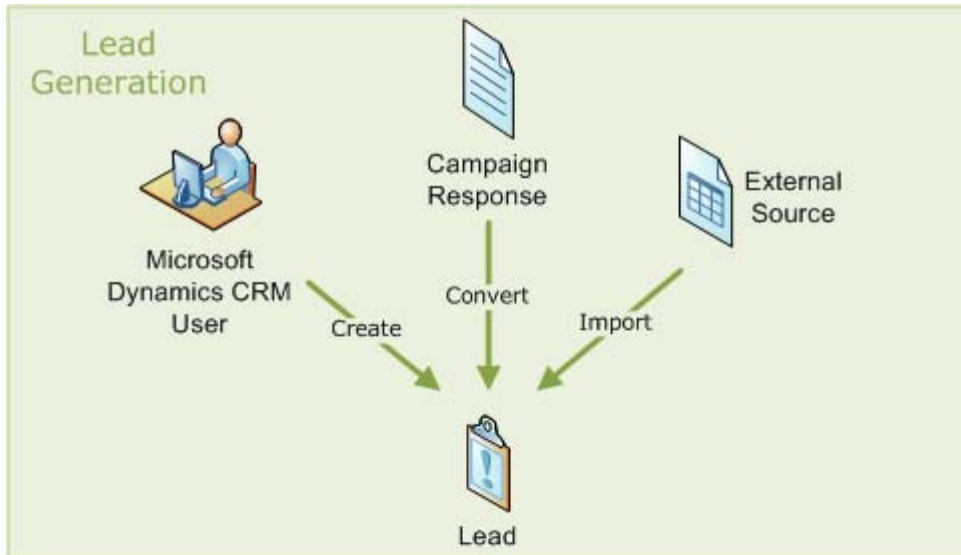 Lead
Generation
Campaign
Response
External
Source
Microsoft
Dynamics CRM
User
Convert
Create
Import
Lead